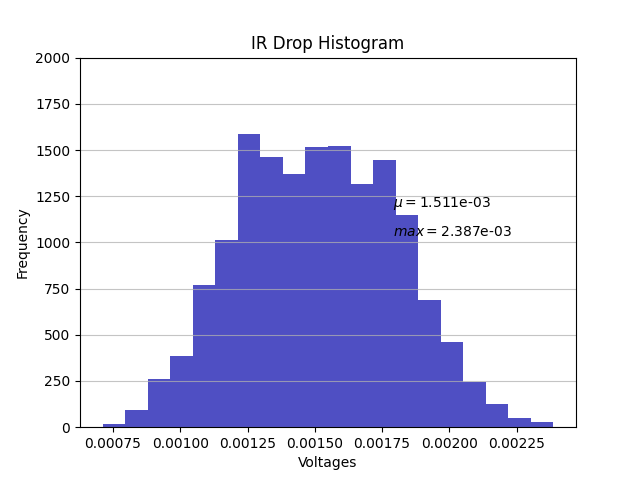 IR Drop Histogram
2000
1750
1500
1250
1000
750
500
250
0
Frequency
μ = 1.511e-03
max = 2.387e-03
0.00075 0.00100 0.00125 0.00150 0.00175 0.00200 0.00225
Voltages